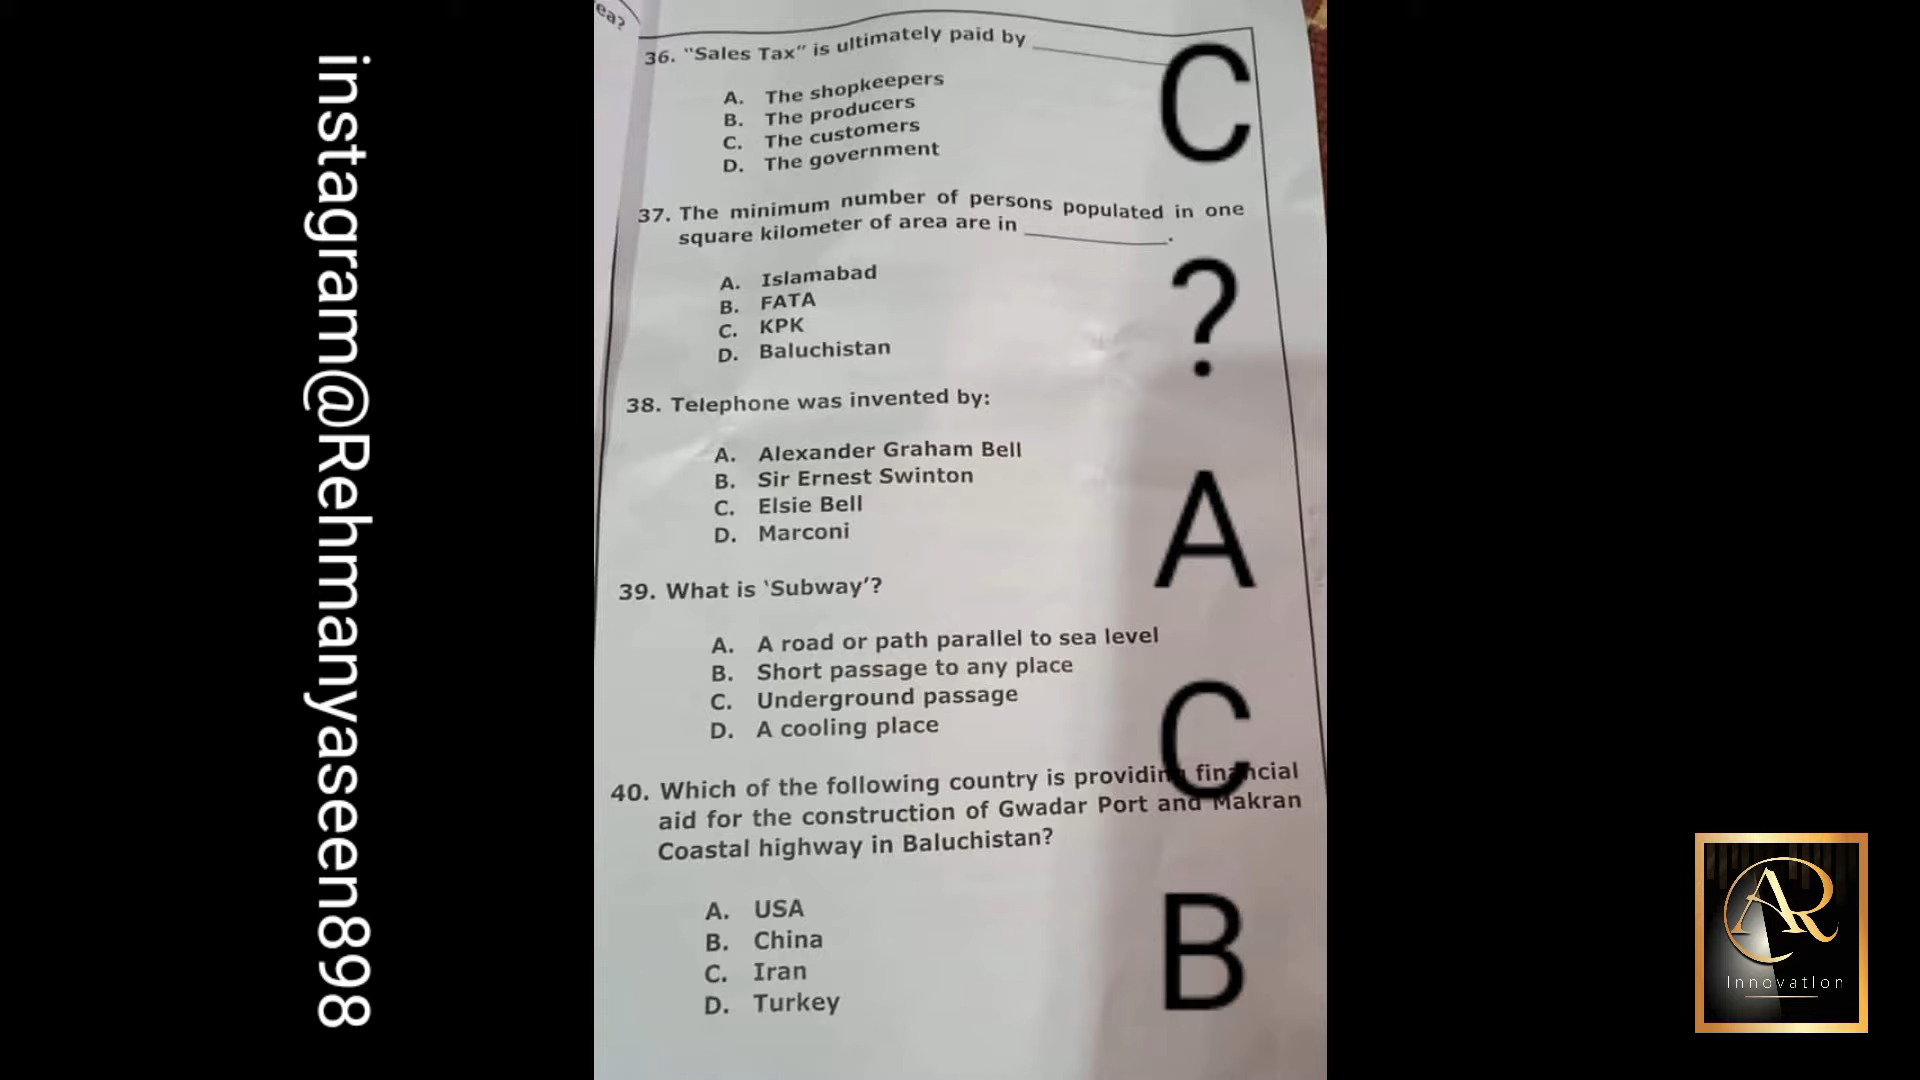 instagram@Rehmanyaseen898
ea?
36. "Sales Tax" is ultimately paid by ____________
A. The shopkeepers
B. The producers
C. The customers
D. The government
C
37. The minimum number of persons populated in one
square kilometer of area are in ____________.
A. Islamabad
B. FATA
C. KPK
D. Baluchistan
?
38. Telephone was invented by:
A. Alexander Graham Bell
B. Sir Ernest Swinton
C. Elsie Bell
D. Marconi
A
39. What is 'Subway'?
A. A road or path parallel to sea level
B. Short passage to any place
C. Underground passage
D. A cooling place
C
40. Which of the following country is providing financial
aid for the construction of Gwadar Port and Makran
Coastal highway in Baluchistan?
A. USA
B. China
C. Iran
D. Turkey
B
AR
Innovation